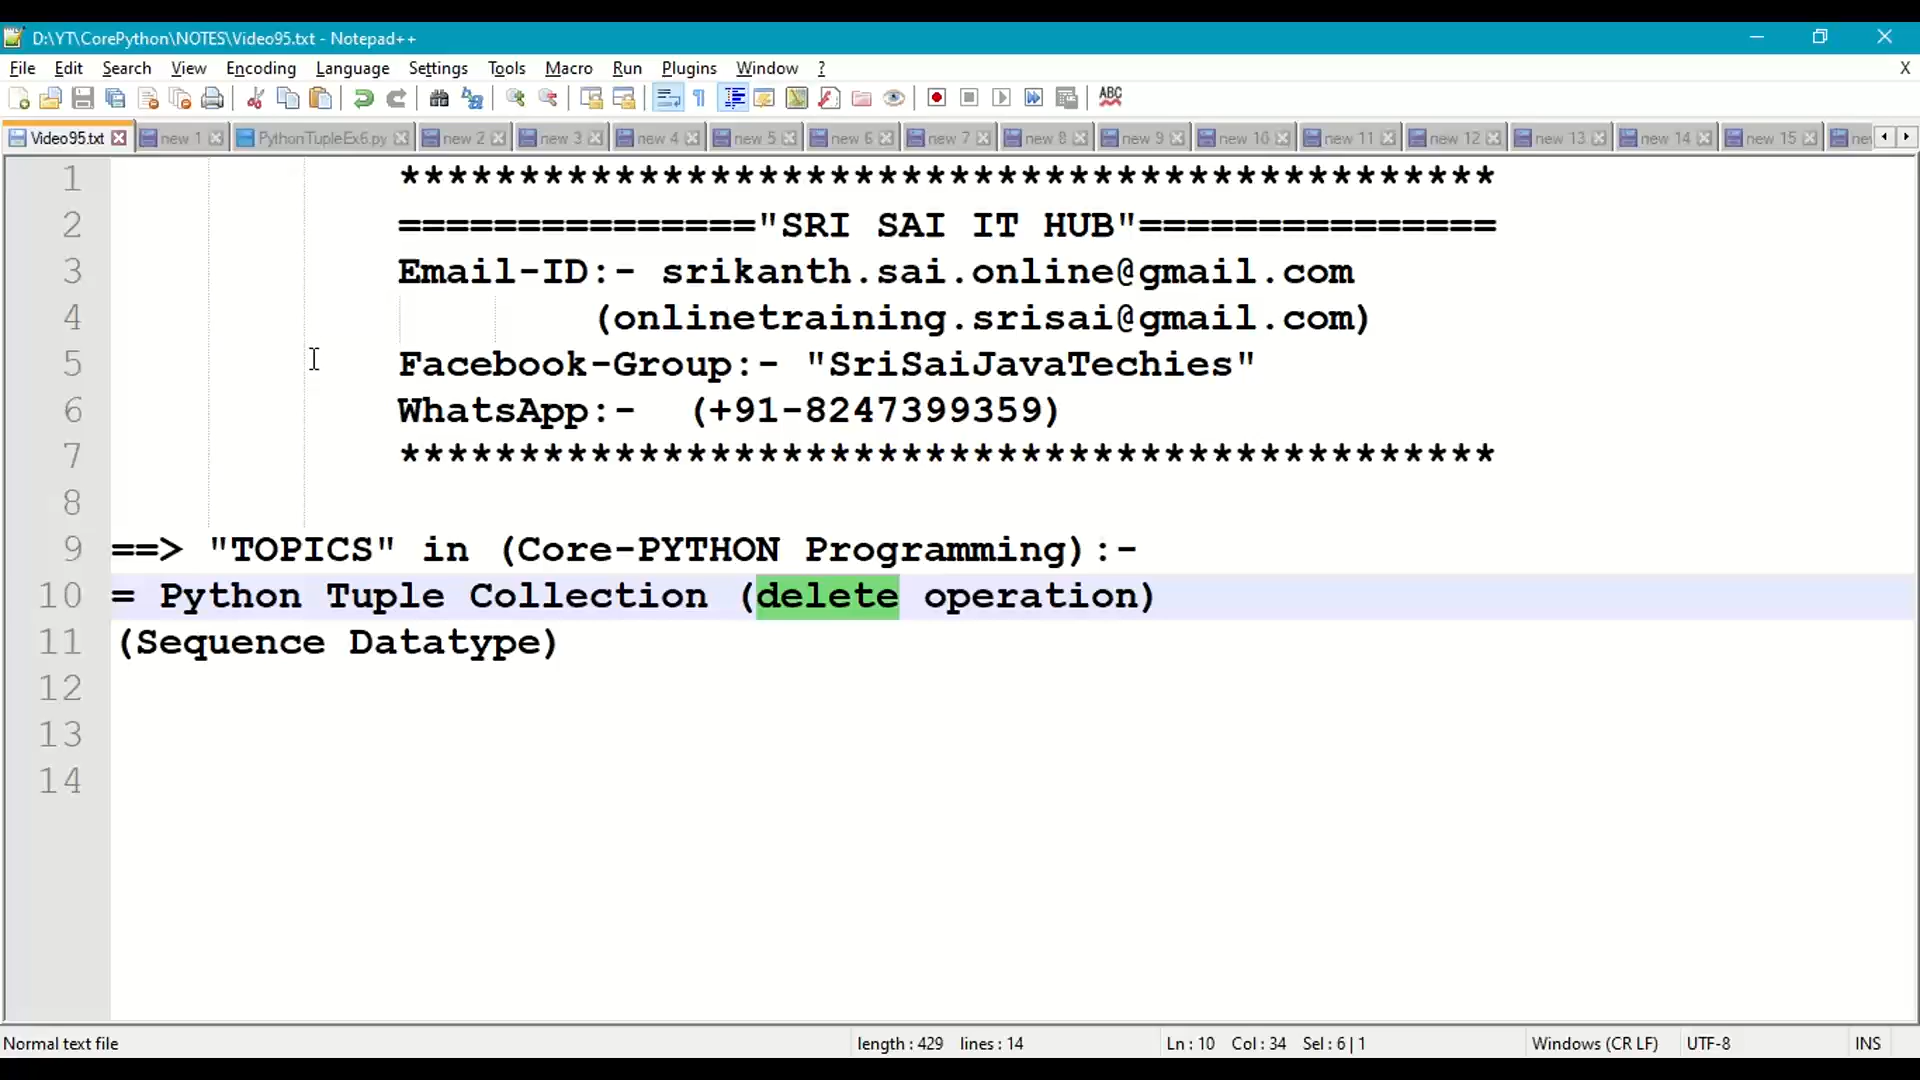 D:\YT\CorePython\NOTES\Video95.txt - Notepad++
File Edit Search View Encoding Language Settings Tools Macro Run Plugins Window ? X
ABC
Video95.txt new 1 PythonTupleEx6.py new 2 new 3 new 4 new 5 new 6 new 7 new 8 new 9 new 10 new 11 new 12 new 13 new 14 new 15 nev
1 **********************************************
2 ==============="SRI SAI IT HUB"===============
3 Email-ID:- srikanth.sai.online@gmail.com
4 (onlinetraining.srisai@gmail.com)
5 Facebook-Group:- "SriSaiJavaTechies"
6 WhatsApp:- (+91-8247399359)
7 **********************************************
8
9 ==> "TOPICS" in (Core-PYTHON Programming):-
10 = Python Tuple Collection (delete operation)
11 (Sequence Datatype)
12
13
14
Normal text file length : 429 lines : 14 Ln : 10 Col : 34 Sel : 6 | 1 Windows (CR LF) UTF-8 INS